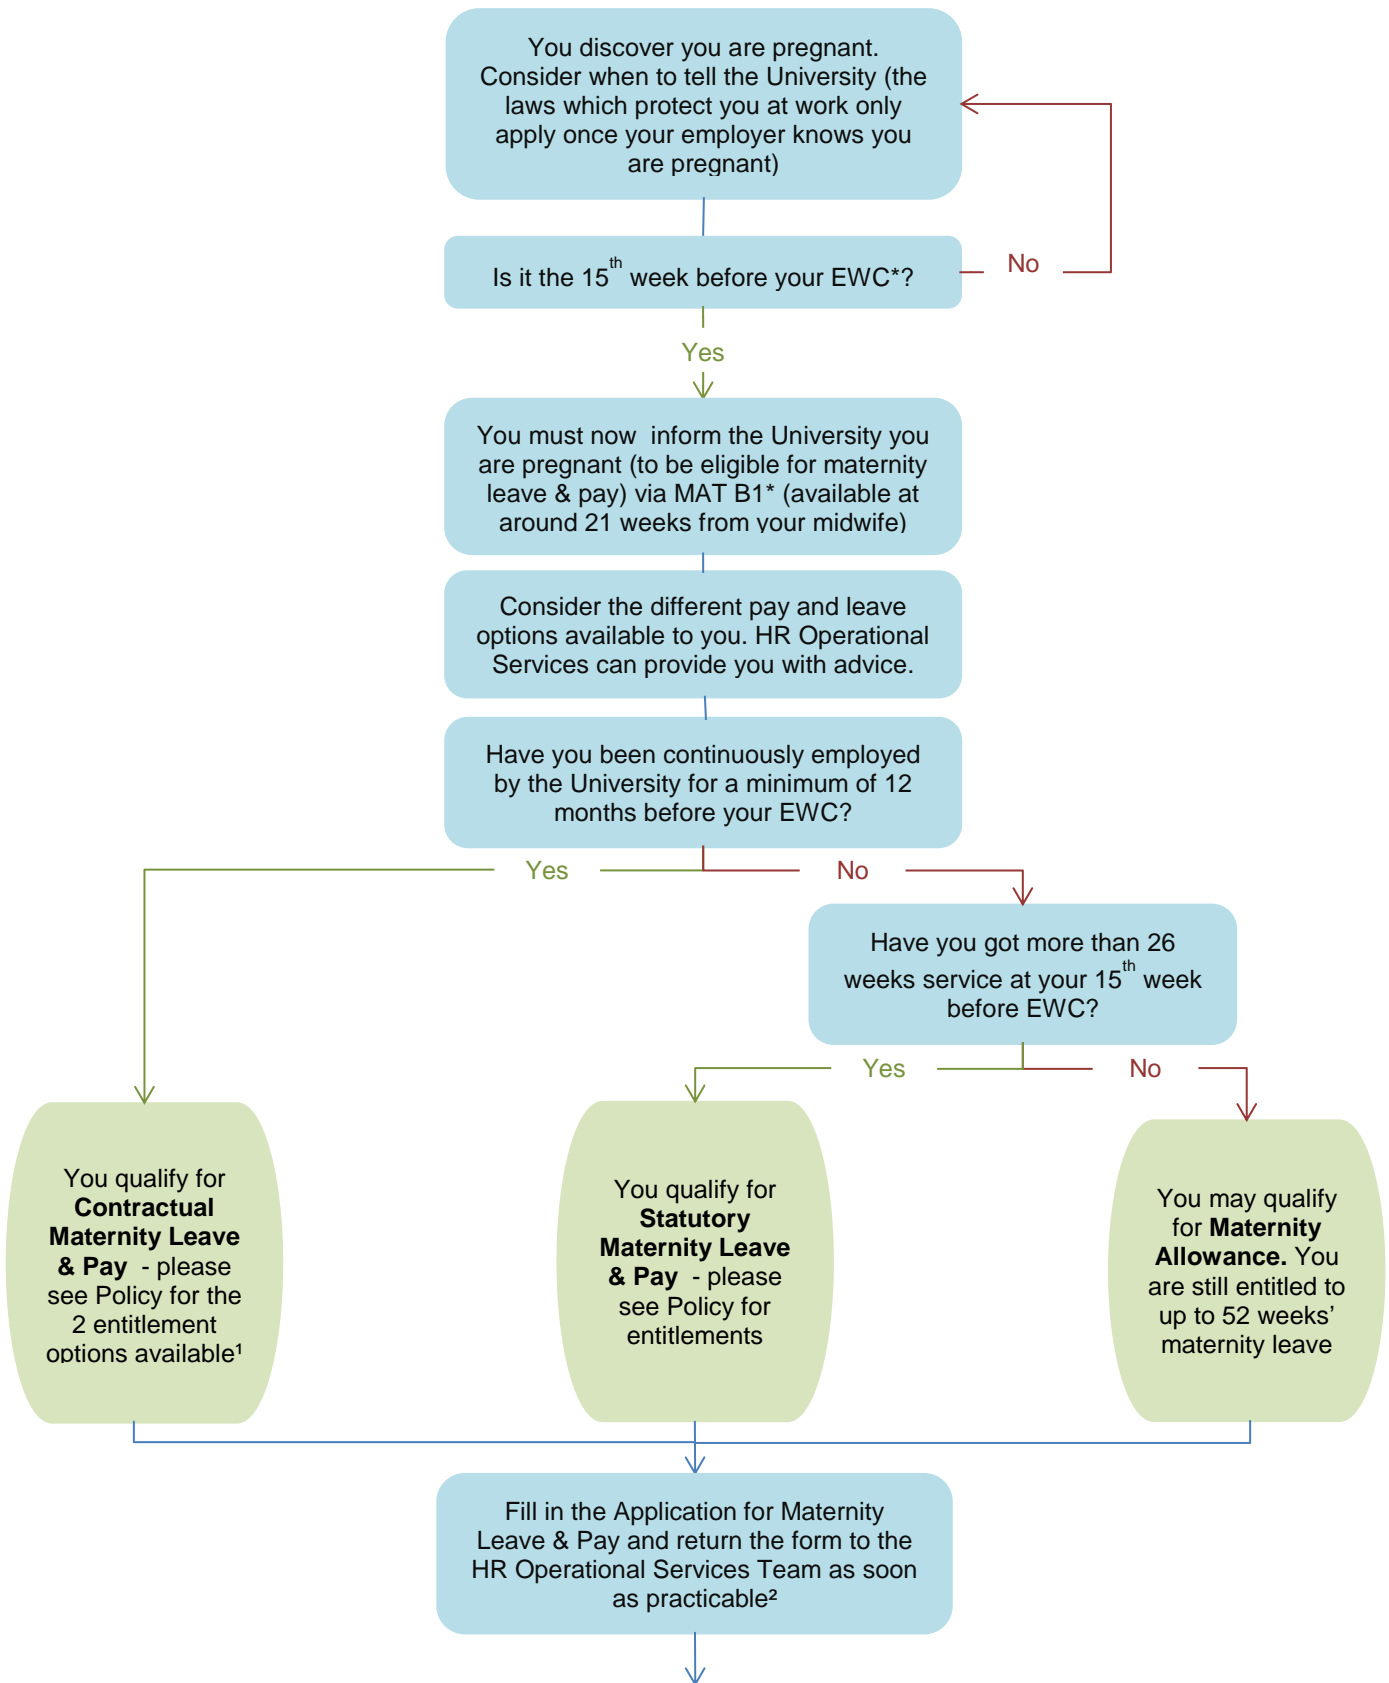 You discover you are pregnant.
Consider when to tell the University (the
laws which protect you at work only
apply once your employer knows you
are pregnant)
Is it the 15th week before your EWC*?
No
Yes
You must now  inform the University you
are pregnant (to be eligible for maternity
leave & pay) via MAT B1* (available at
around 21 weeks from your midwife)
Consider the different pay and leave
options available to you. HR Operational
Services can provide you with advice.
Have you been continuously employed
by the University for a minimum of 12
months before your EWC?
Yes
No
Have you got more than 26
weeks service at your 15th week
before EWC?
Yes
No
You qualify for
Contractual
Maternity Leave
& Pay  - please
see Policy for the
2 entitlement
options available¹
You qualify for
Statutory
Maternity Leave
& Pay  - please
see Policy for
entitlements
You may qualify
for Maternity
Allowance. You
are still entitled to
up to 52 weeks’
maternity leave
Fill in the Application for Maternity
Leave & Pay and return the form to the
HR Operational Services Team as soon
as practicable²